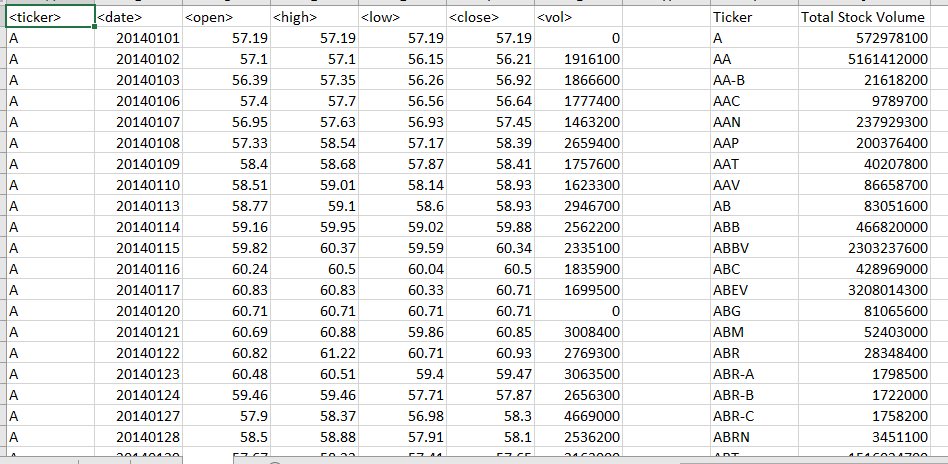 <ticker> <date> <open> <high> <low> <close> <vol> Ticker Total Stock Volume
A 20140101 57.19 57.19 57.19 57.19 0 A 572978100
A 20140102 57.1 57.1 56.15 56.21 1916100 AA 5161412000
A 20140103 56.39 57.35 56.26 56.92 1866600 AA-B 21618200
A 20140106 57.4 57.7 56.56 56.64 1777400 AAC 9789700
A 20140107 56.95 57.63 56.93 57.45 1463200 AAN 237929300
A 20140108 57.33 58.54 57.17 58.39 2659400 AAP 200376400
A 20140109 58.4 58.68 57.87 58.41 1757600 AAT 40207800
A 20140110 58.51 59.01 58.14 58.93 1623300 AAV 86658700
A 20140113 58.77 59.1 58.6 58.93 2946700 AB 83051600
A 20140114 59.16 59.95 59.02 59.88 2562200 ABB 466820000
A 20140115 59.82 60.37 59.59 60.34 2335100 ABBV 2303237600
A 20140116 60.24 60.5 60.04 60.5 1835900 ABC 428969000
A 20140117 60.83 60.83 60.33 60.71 1699500 ABEV 3208014300
A 20140120 60.71 60.71 60.71 60.71 0 ABG 81065600
A 20140121 60.69 60.88 59.86 60.85 3008400 ABM 52403000
A 20140122 60.82 61.22 60.71 60.93 2769300 ABR 28348400
A 20140123 60.48 60.51 59.4 59.47 3063500 ABR-A 1798500
A 20140124 59.46 59.46 57.71 57.87 2656300 ABR-B 1722000
A 20140127 57.9 58.37 56.98 58.3 4669000 ABR-C 1758200
A 20140128 58.5 58.88 57.91 58.1 2536200 ABRN 3451100